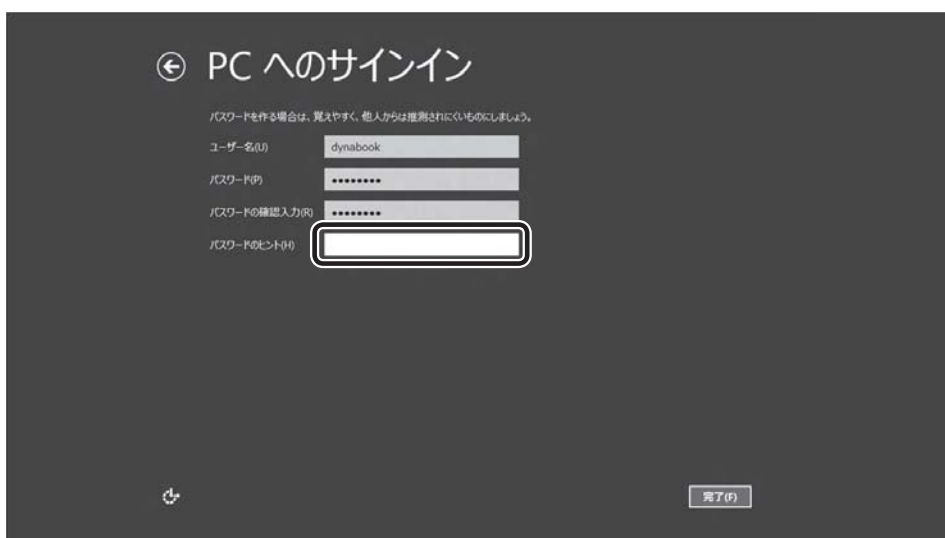 PC へのサインイン
パスワードを作る場合は、覚えやすく、他人からは推測されにくいものにしましょう。
ユーザー名(U) dynabook
パスワード(P) ••••••••
パスワードの確認入力(R) ••••••••
パスワードのヒント(H)
完了(F)